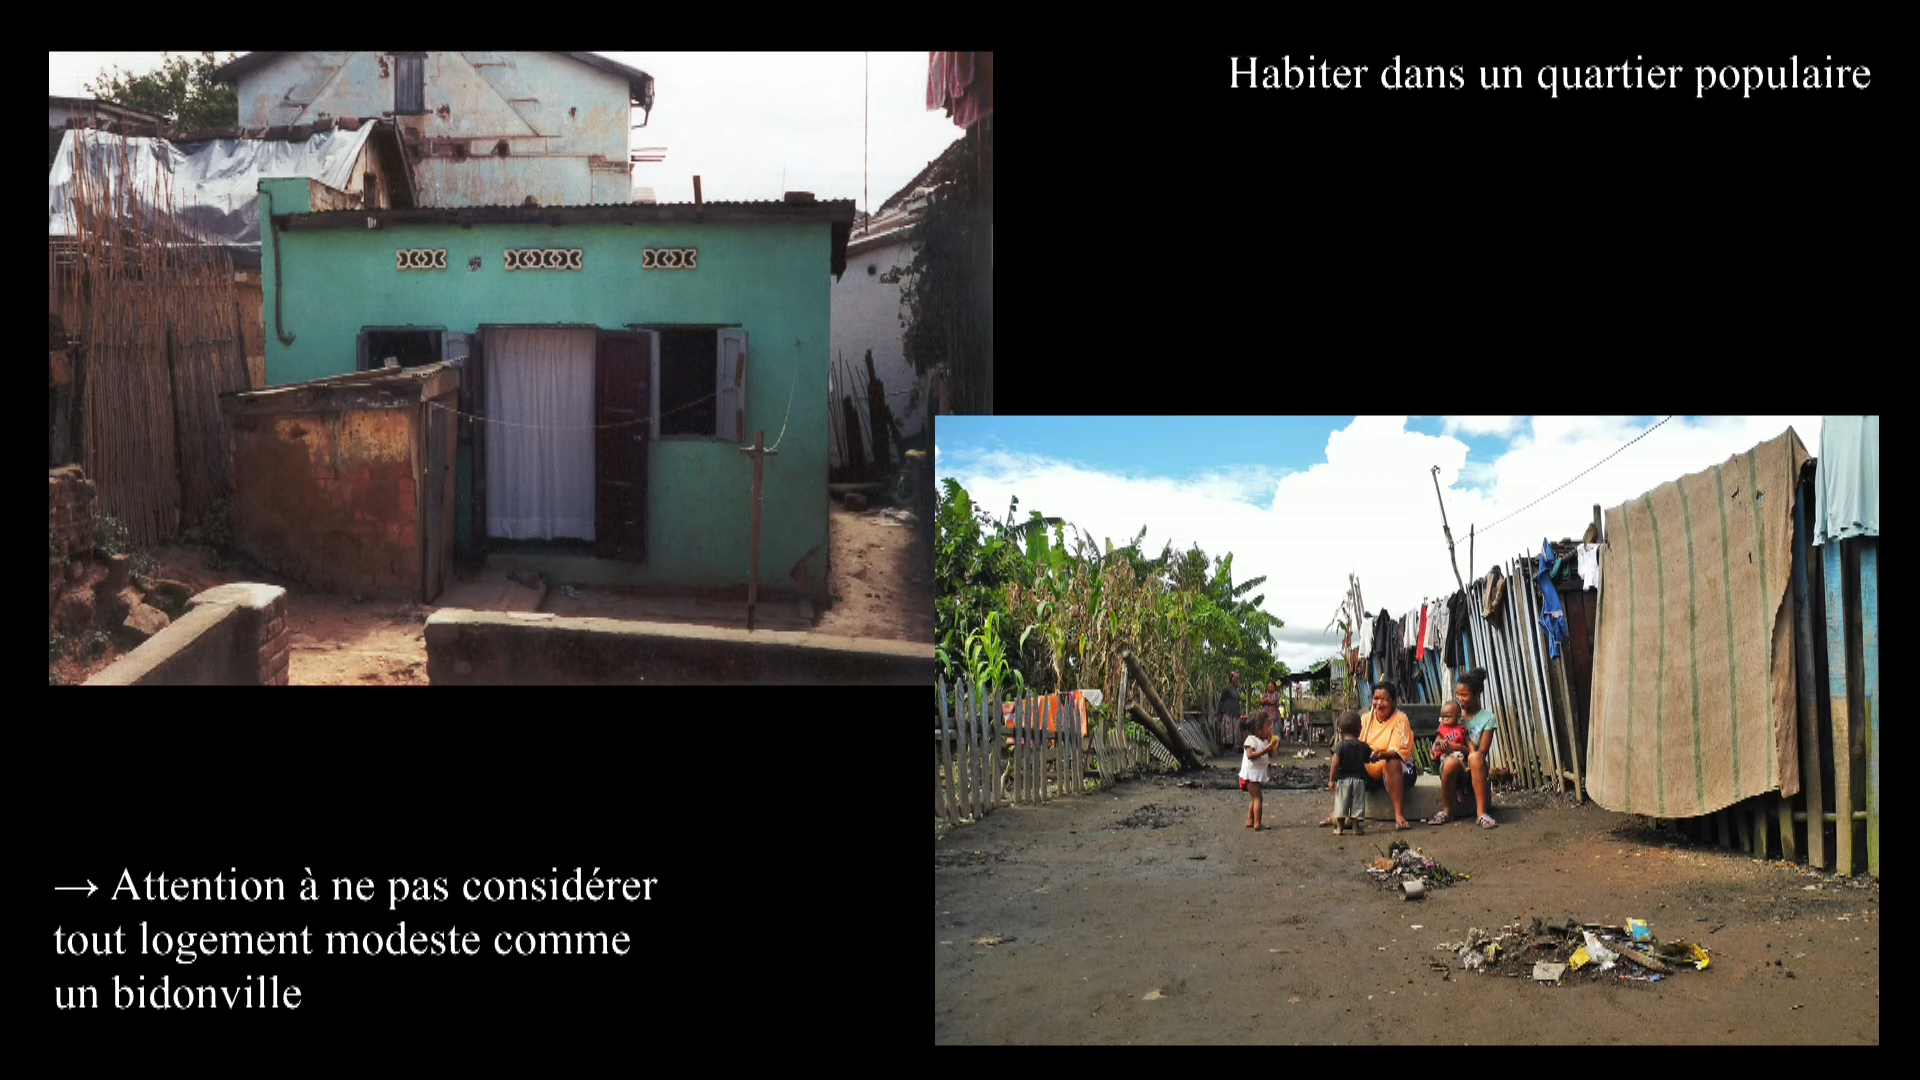 Habiter dans un quartier populaire
→ Attention à ne pas considérer
tout logement modeste comme
un bidonville